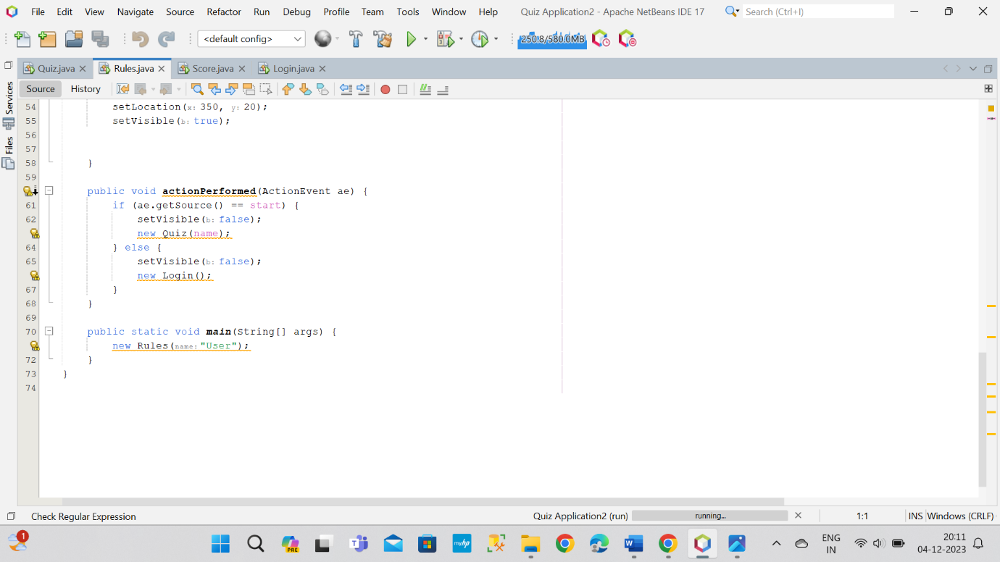 File Edit View Navigate Source Refactor Run Debug Profile Team Tools Window Help Quiz Application2 - Apache NetBeans IDE 17 Search (Ctrl+I)
<default config> 250.8/580.0MB
Quiz.java Rules.java Score.java Login.java
Source History
Services
Files
54 setLocation(x: 350, y: 20);
55 setVisible(b: true);
56
57
58 }
59
public void actionPerformed(ActionEvent ae) {
61 if (ae.getSource() == start) {
62 setVisible(b: false);
new Quiz(name);
64 } else {
65 setVisible(b: false);
new Login();
67 }
68 }
69
70 public static void main(String[] args) {
new Rules(name: "User");
72 }
73 }
74
Check Regular Expression Quiz Application2 (run) running... 1:1 INS Windows (CRLF)
1 PRE myhp ENG IN 20:11
04-12-2023